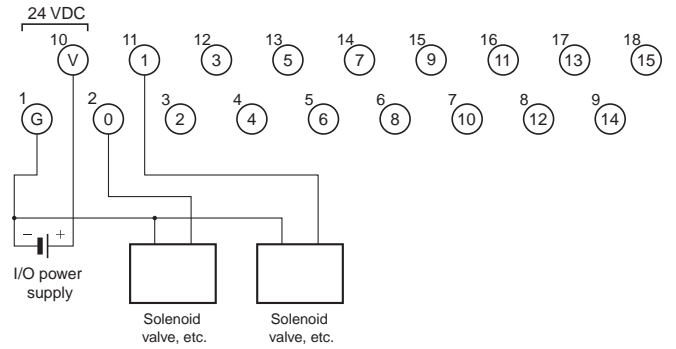 24 VDC
10 11 12 13 14 15 16 17 18
V 1 3 5 7 9 11 13 15
1 2 3 4 5 6 7 8 9
G 0 2 4 6 8 10 12 14
− +
I/O power
supply
Solenoid
valve, etc.
Solenoid
valve, etc.